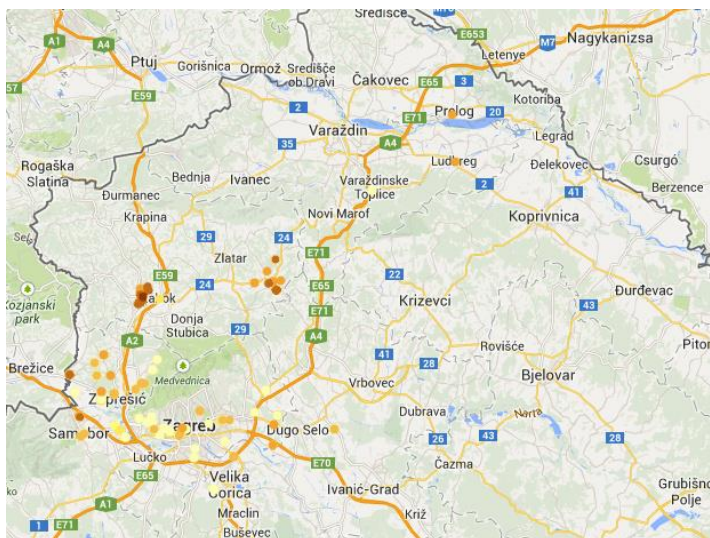 Središće
A1
A4
Ptuj
Gorišnica
Ormož
Središče
ob Dravi
E653
Letenye
M7
Nagykanizsa
57
E59
Čakovec
E65
3
Kotoriba
2
Varaždin
E71
Prelog
20
Legrad
A4
Rogaška
Slatina
35
Bednja
Ivanec
Ludbreg
Đelekovec
Csurgó
Đurmanec
Varaždinske
Toplice
2
41
Berzence
Krapina
Novi Marof
Koprivnica
29
24
Zlatar
E71
E59
24
E65
22
Đurđevac
Kozjanski
park
Donja
Stubica
E71
Križevci
43
A2
29
A4
Rovišće
Pitor
Brežice
Medvednica
41
28
Vrbovec
Bjelovar
Zaprešić
Dubrava
Zagreb
Samobor
Dugo Selo
26
43
28
Lučko
E65
E70
Čazma
Velika
Gorica
Ivanić-Grad
Grubišno
Polje
A1
1
E71
Mraclin
Buševec
Križ